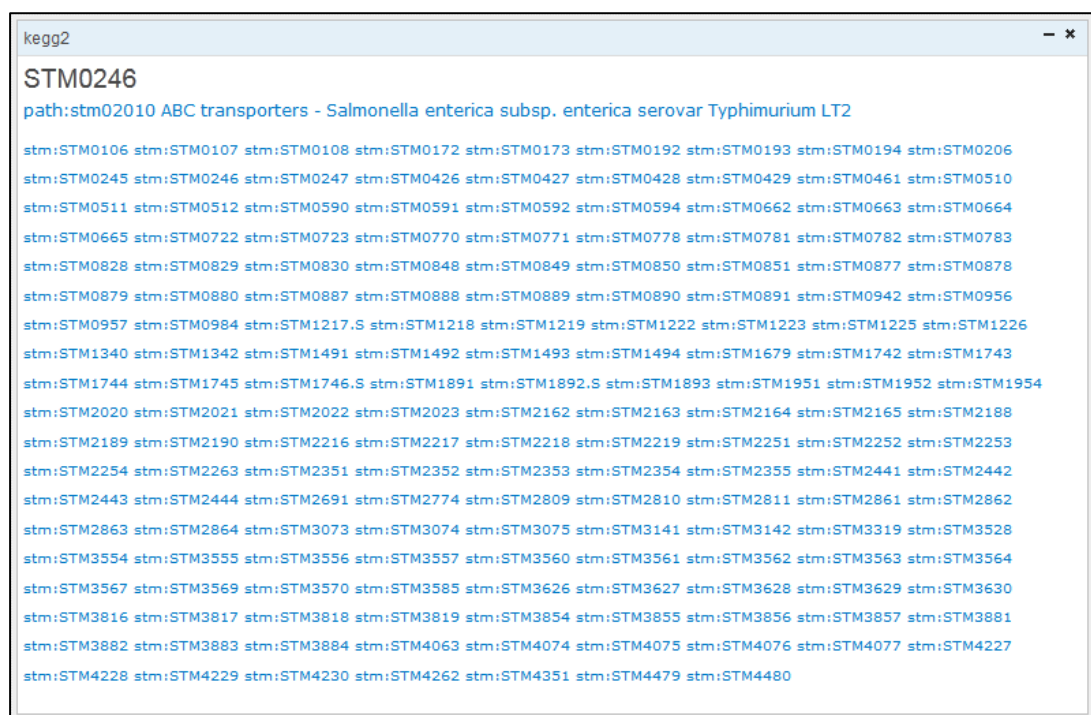 kegg2
STM0246
path:stm02010 ABC transporters - Salmonella enterica subsp. enterica serovar Typhimurium LT2
stm:STM0106 stm:STM0107 stm:STM0108 stm:STM0172 stm:STM0173 stm:STM0192 stm:STM0193 stm:STM0194 stm:STM0206
stm:STM0245 stm:STM0246 stm:STM0247 stm:STM0426 stm:STM0427 stm:STM0428 stm:STM0429 stm:STM0461 stm:STM0510
stm:STM0511 stm:STM0512 stm:STM0590 stm:STM0591 stm:STM0592 stm:STM0594 stm:STM0662 stm:STM0663 stm:STM0664
stm:STM0665 stm:STM0722 stm:STM0723 stm:STM0770 stm:STM0771 stm:STM0778 stm:STM0781 stm:STM0782 stm:STM0783
stm:STM0828 stm:STM0829 stm:STM0830 stm:STM0848 stm:STM0849 stm:STM0850 stm:STM0851 stm:STM0877 stm:STM0878
stm:STM0879 stm:STM0880 stm:STM0887 stm:STM0888 stm:STM0889 stm:STM0890 stm:STM0891 stm:STM0942 stm:STM0956
stm:STM0957 stm:STM0984 stm:STM1217.S stm:STM1218 stm:STM1219 stm:STM1222 stm:STM1223 stm:STM1225 stm:STM1226
stm:STM1340 stm:STM1342 stm:STM1491 stm:STM1492 stm:STM1493 stm:STM1494 stm:STM1679 stm:STM1742 stm:STM1743
stm:STM1744 stm:STM1745 stm:STM1746.S stm:STM1891 stm:STM1892.S stm:STM1893 stm:STM1951 stm:STM1952 stm:STM1954
stm:STM2020 stm:STM2021 stm:STM2022 stm:STM2023 stm:STM2162 stm:STM2163 stm:STM2164 stm:STM2165 stm:STM2188
stm:STM2189 stm:STM2190 stm:STM2216 stm:STM2217 stm:STM2218 stm:STM2219 stm:STM2251 stm:STM2252 stm:STM2253
stm:STM2254 stm:STM2263 stm:STM2351 stm:STM2352 stm:STM2353 stm:STM2354 stm:STM2355 stm:STM2441 stm:STM2442
stm:STM2443 stm:STM2444 stm:STM2691 stm:STM2774 stm:STM2809 stm:STM2810 stm:STM2811 stm:STM2861 stm:STM2862
stm:STM2863 stm:STM2864 stm:STM3073 stm:STM3074 stm:STM3075 stm:STM3141 stm:STM3142 stm:STM3319 stm:STM3528
stm:STM3554 stm:STM3555 stm:STM3556 stm:STM3557 stm:STM3560 stm:STM3561 stm:STM3562 stm:STM3563 stm:STM3564
stm:STM3567 stm:STM3569 stm:STM3570 stm:STM3585 stm:STM3626 stm:STM3627 stm:STM3628 stm:STM3629 stm:STM3630
stm:STM3816 stm:STM3817 stm:STM3818 stm:STM3819 stm:STM3854 stm:STM3855 stm:STM3856 stm:STM3857 stm:STM3881
stm:STM3882 stm:STM3883 stm:STM3884 stm:STM4063 stm:STM4074 stm:STM4075 stm:STM4076 stm:STM4077 stm:STM4227
stm:STM4228 stm:STM4229 stm:STM4230 stm:STM4262 stm:STM4351 stm:STM4479 stm:STM4480